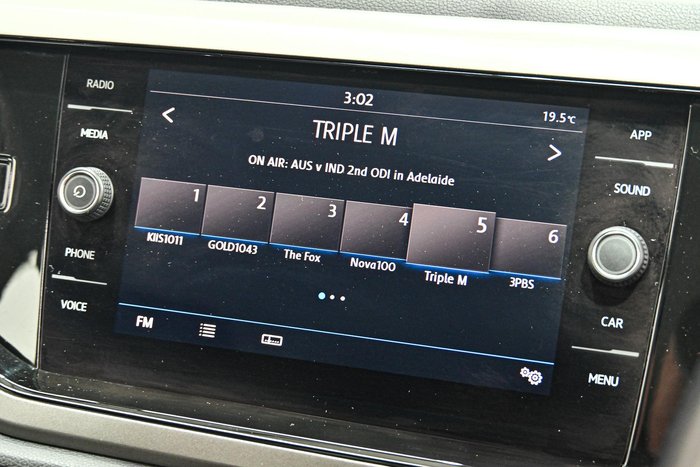 RADIO
MEDIA
PHONE
VOICE
3:02
19.5°C
<
TRIPLE M
>
ON AIR: AUS v IND 2nd ODI in Adelaide
1 2 3 4 5 6
KIIS1011 GOLD1043 The Fox Nova100 Triple M 3PBS
FM
APP
SOUND
CAR
MENU